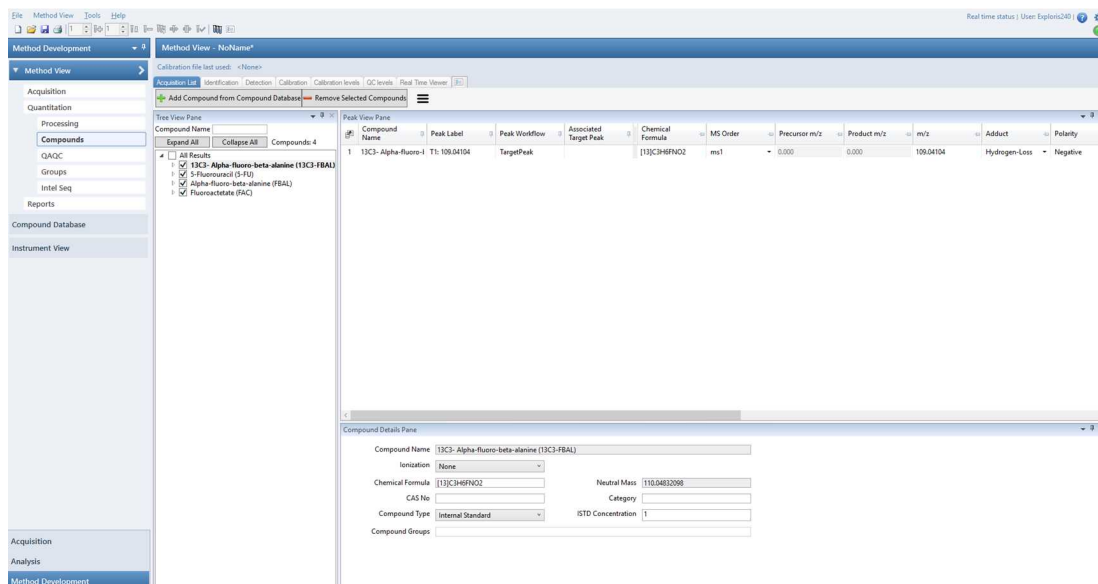 File Method View Tools Help
Real time status | User: Exploris240 |
1 1
Method Development
Method View - NoName*
Method View
Acquisition
Quantitation
Processing
Compounds
QAQC
Groups
Intel Seq
Reports
Compound Database
Instrument View
Acquisition
Analysis
Method Development
Calibration file last used: <None>
Acquisition List Identification Detection Calibration Calibration levels QC levels Real Time Viewer
Add Compound from Compound Database Remove Selected Compounds
Tree View Pane
Compound Name
Expand All Collapse All Compounds: 4
All Results
13C3- Alpha-fluoro-beta-alanine (13C3-FBAL)
5-Fluorouracil (5-FU)
Alpha-fluoro-beta-alanine (FBAL)
Fluoroactetate (FAC)
Peak View Pane
Compound Name Peak Label Peak Workflow Associated Target Peak Chemical Formula MS Order Precursor m/z Product m/z m/z Adduct Polarity
1 13C3- Alpha-fluoro-l T1: 109.04104 TargetPeak [13]C3H6FNO2 ms1 0.000 0.000 109.04104 Hydrogen-Loss Negative
Compound Details Pane
Compound Name 13C3- Alpha-fluoro-beta-alanine (13C3-FBAL)
Ionization None
Chemical Formula [13]C3H6FNO2 Neutral Mass 110.04832098
CAS No Category
Compound Type Internal Standard ISTD Concentration 1
Compound Groups